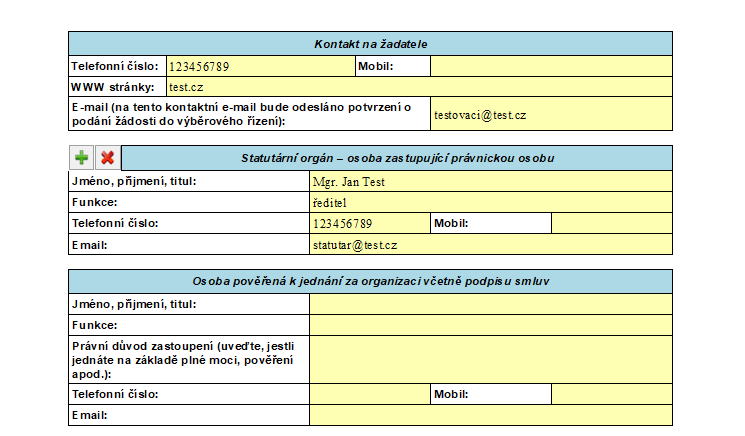 Kontakt na žadatele
Telefonní číslo: 123456789 Mobil:
WWW stránky: test.cz
E-mail (na tento kontaktní e-mail bude odesláno potvrzení o
podání žádosti do výběrového řízení): testovaci@test.cz
Statutární orgán – osoba zastupující právnickou osobu
Jméno, příjmení, titul: Mgr. Jan Test
Funkce: ředitel
Telefonní číslo: 123456789 Mobil:
Email: statutar@test.cz
Osoba pověřená k jednání za organizaci včetně podpisu smluv
Jméno, příjmení, titul:
Funkce:
Právní důvod zastoupení (uveďte, jestli
jednáte na základě plné moci, pověření
apod.):
Telefonní číslo: Mobil:
Email: